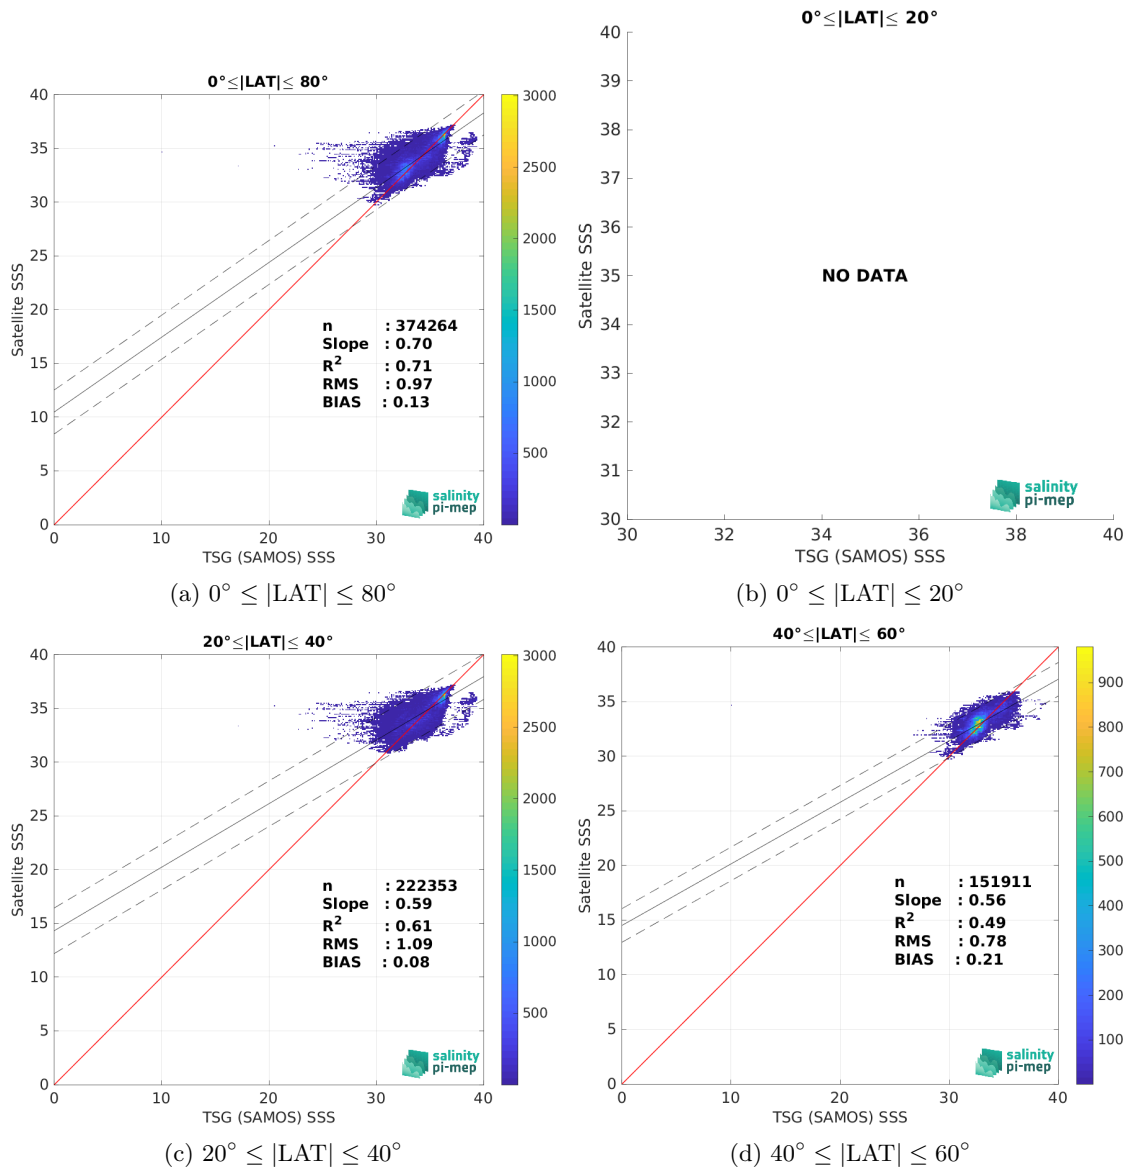 0°≤|LAT|≤ 80°
40
35
30
25
20
15
10
5
0
Satellite SSS
n : 374264
Slope : 0.70
R² : 0.71
RMS : 0.97
BIAS : 0.13
salinity
pi-mep
0 10 20 30 40
TSG (SAMOS) SSS
3000
2500
2000
1500
1000
500
(a) 0° ≤ |LAT| ≤ 80°
0°≤|LAT|≤ 20°
40
39
38
37
36
35
34
33
32
31
30
Satellite SSS
NO DATA
salinity
pi-mep
30 32 34 36 38 40
TSG (SAMOS) SSS
(b) 0° ≤ |LAT| ≤ 20°
20°≤|LAT|≤ 40°
40
35
30
25
20
15
10
5
0
Satellite SSS
n : 222353
Slope : 0.59
R² : 0.61
RMS : 1.09
BIAS : 0.08
salinity
pi-mep
0 10 20 30 40
TSG (SAMOS) SSS
3000
2500
2000
1500
1000
500
(c) 20° ≤ |LAT| ≤ 40°
40°≤|LAT|≤ 60°
40
35
30
25
20
15
10
5
0
Satellite SSS
n : 151911
Slope : 0.56
R² : 0.49
RMS : 0.78
BIAS : 0.21
salinity
pi-mep
0 10 20 30 40
TSG (SAMOS) SSS
900
800
700
600
500
400
300
200
100
(d) 40° ≤ |LAT| ≤ 60°